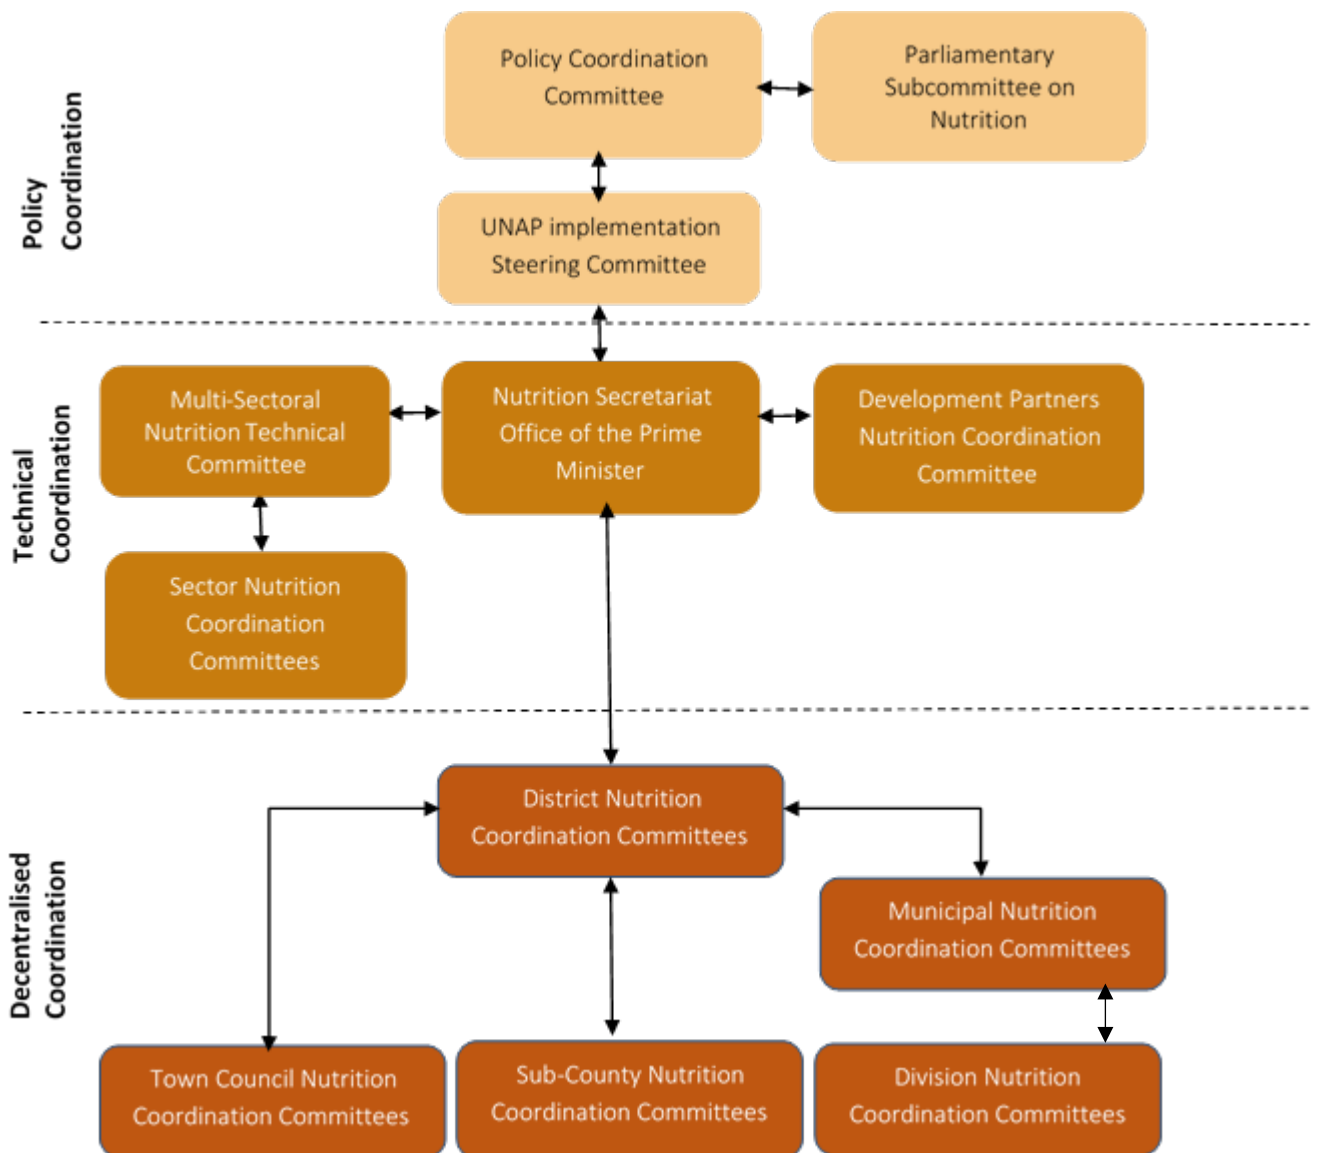 Policy
Coordination
Policy Coordination
Committee
Parliamentary
Subcommittee on
Nutrition
UNAP implementation
Steering Committee
Technical
Coordination
Multi-Sectoral
Nutrition Technical
Committee
Nutrition Secretariat
Office of the Prime
Minister
Development Partners
Nutrition Coordination
Committee
Sector Nutrition
Coordination
Committees
Decentralised
Coordination
District Nutrition
Coordination Committees
Municipal Nutrition
Coordination Committees
Town Council Nutrition
Coordination Committees
Sub-County Nutrition
Coordination Committees
Division Nutrition
Coordination Committees